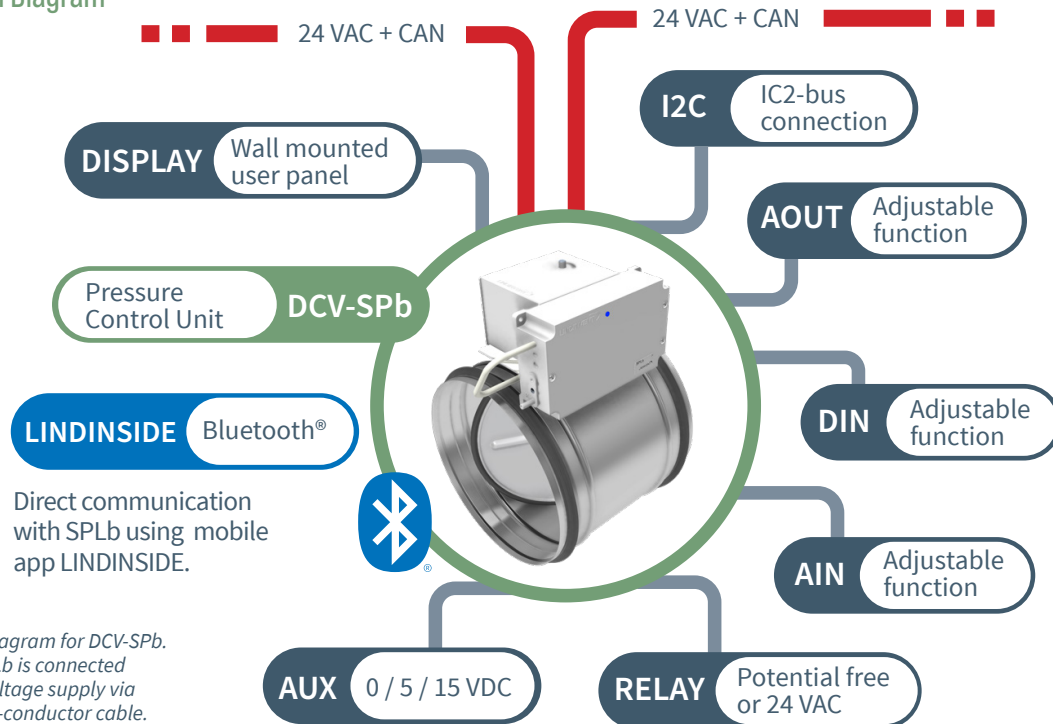 Diagram
24 VAC + CAN
24 VAC + CAN
I2C
IC2-bus
connection
DISPLAY
Wall mounted
user panel
AOUT
Adjustable
function
Pressure
Control Unit
DCV-SPb
DIN
Adjustable
function
LINDINSIDE
Bluetooth®
Direct communication
with SPLb using mobile
app LINDINSIDE.
®
AIN
Adjustable
function
agram for DCV-SPb.
b is connected
ltage supply via
-conductor cable.
AUX
0 / 5 / 15 VDC
RELAY
Potential free
or 24 VAC